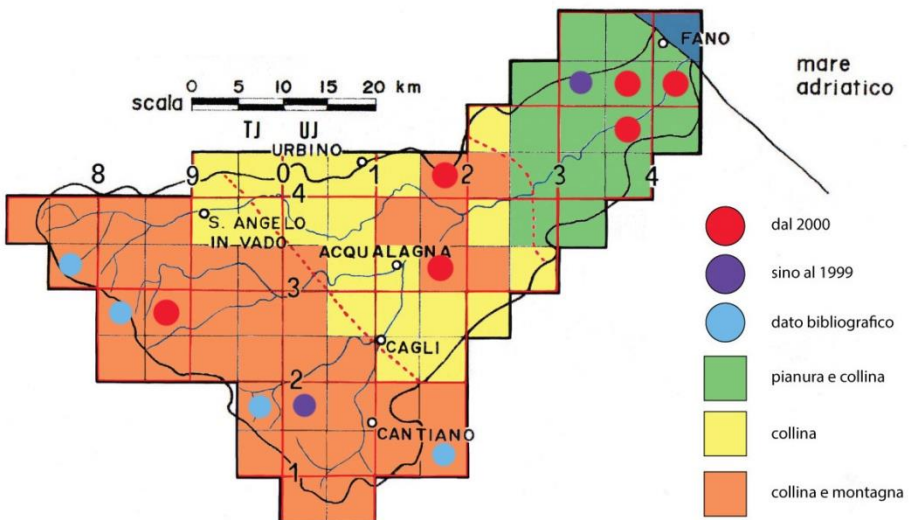 FANO
mare
adriatico
0 5 10 15 20 km
scala
TJ UJ
URBINO
8 9 0 1 2 3 4
4
S. ANGELO
IN VADO
ACQUALAGNA
3
CAGLI
2
CANTIANO
1
dal 2000
sino al 1999
dato bibliografico
pianura e collina
collina
collina e montagna